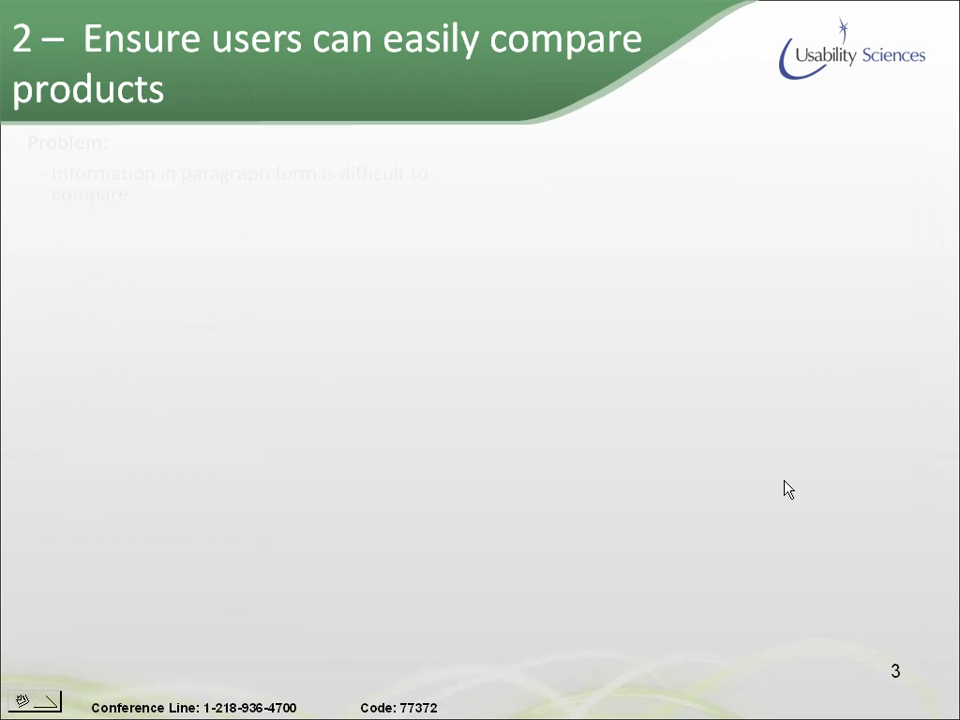 2 – Ensure users can easily compare
products
Usability Sciences
Problem:
Information in paragraph form is difficult to
compare
3
Conference Line: 1-218-936-4700 Code: 77372